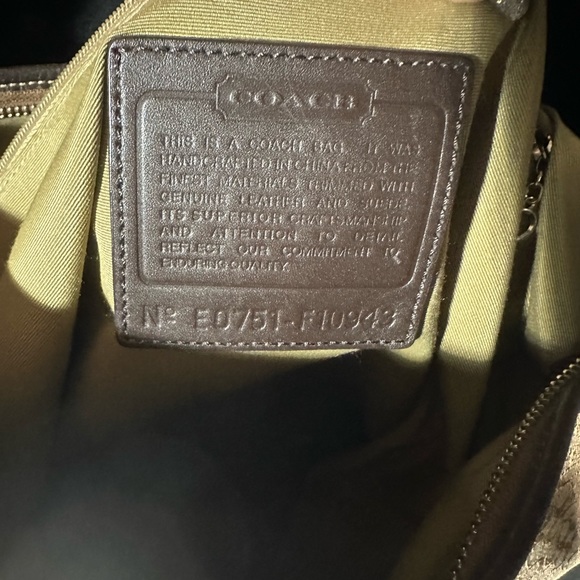 COACH
THIS IS A COACH BAG. IT WAS
HANDCRAFTED IN CHINA FROM THE
FINEST MATERIALS TRIMMED WITH
GENUINE LEATHER AND SUEDE.
ITS SUPERIOR CRAFTSMANSHIP
AND ATTENTION TO DETAIL
REFLECT OUR COMMITMENT TO
ENDURING QUALITY.
Nº E0751-F10943